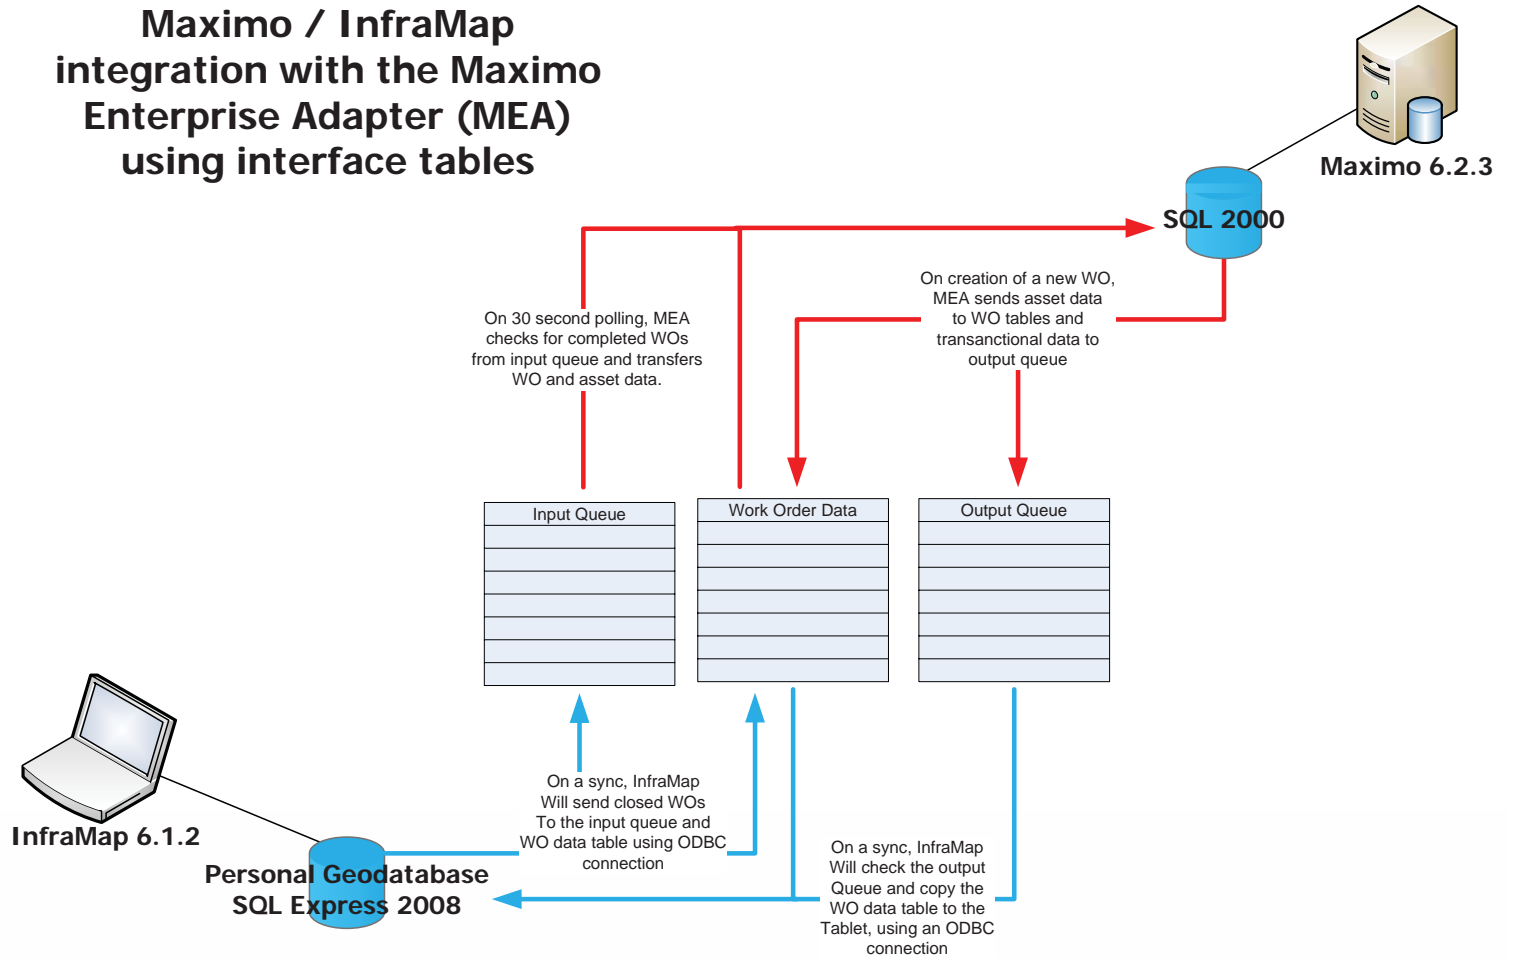 Maximo / InfraMap
integration with the Maximo
Enterprise Adapter (MEA)
using interface tables
Maximo 6.2.3
SQL 2000
On creation of a new WO,
MEA sends asset data
to WO tables and
transanctional data to
output queue
On 30 second polling, MEA
checks for completed WOs
from input queue and transfers
WO and asset data.
Input Queue
Work Order Data
Output Queue
On a sync, InfraMap
Will send closed WOs
To the input queue and
WO data table using ODBC
connection
InfraMap 6.1.2
Personal Geodatabase
SQL Express 2008
On a sync, InfraMap
Will check the output
Queue and copy the
WO data table to the
Tablet, using an ODBC
connection